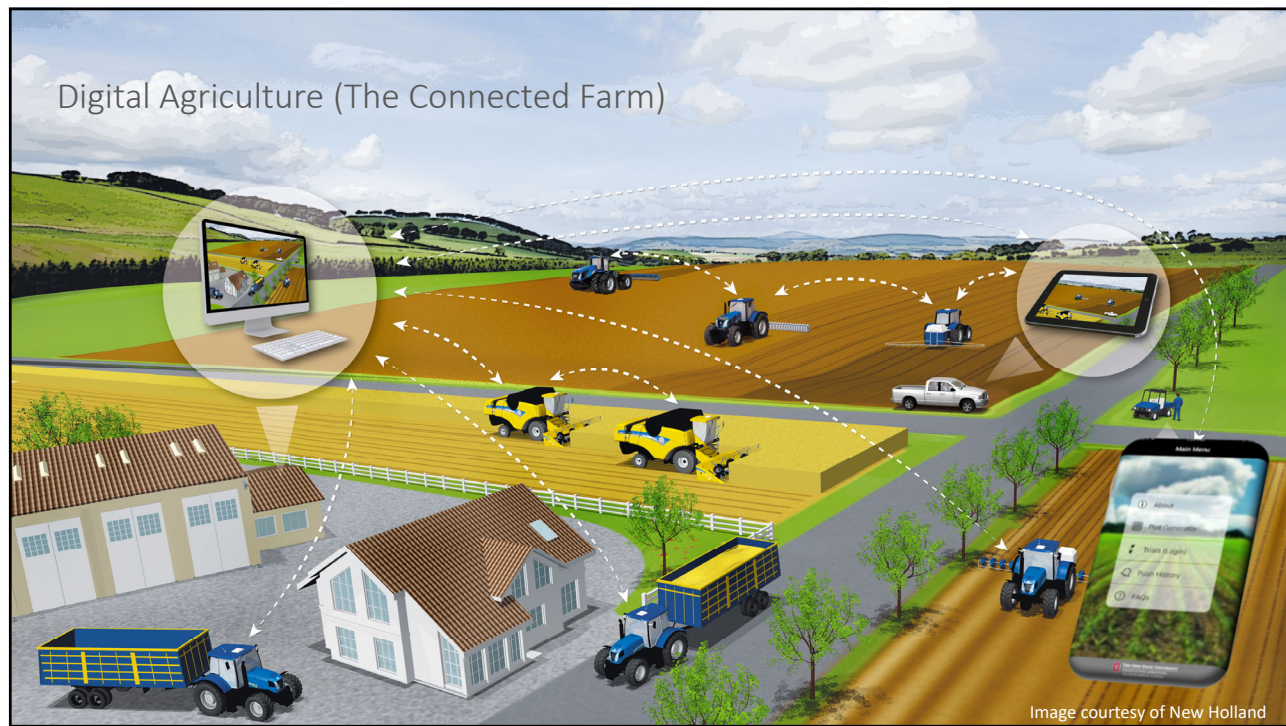 Digital Agriculture (The Connected Farm)
Main Menu
About
Plot Generator
Trials (Login)
Push History
FAQs
Image courtesy of New Holland